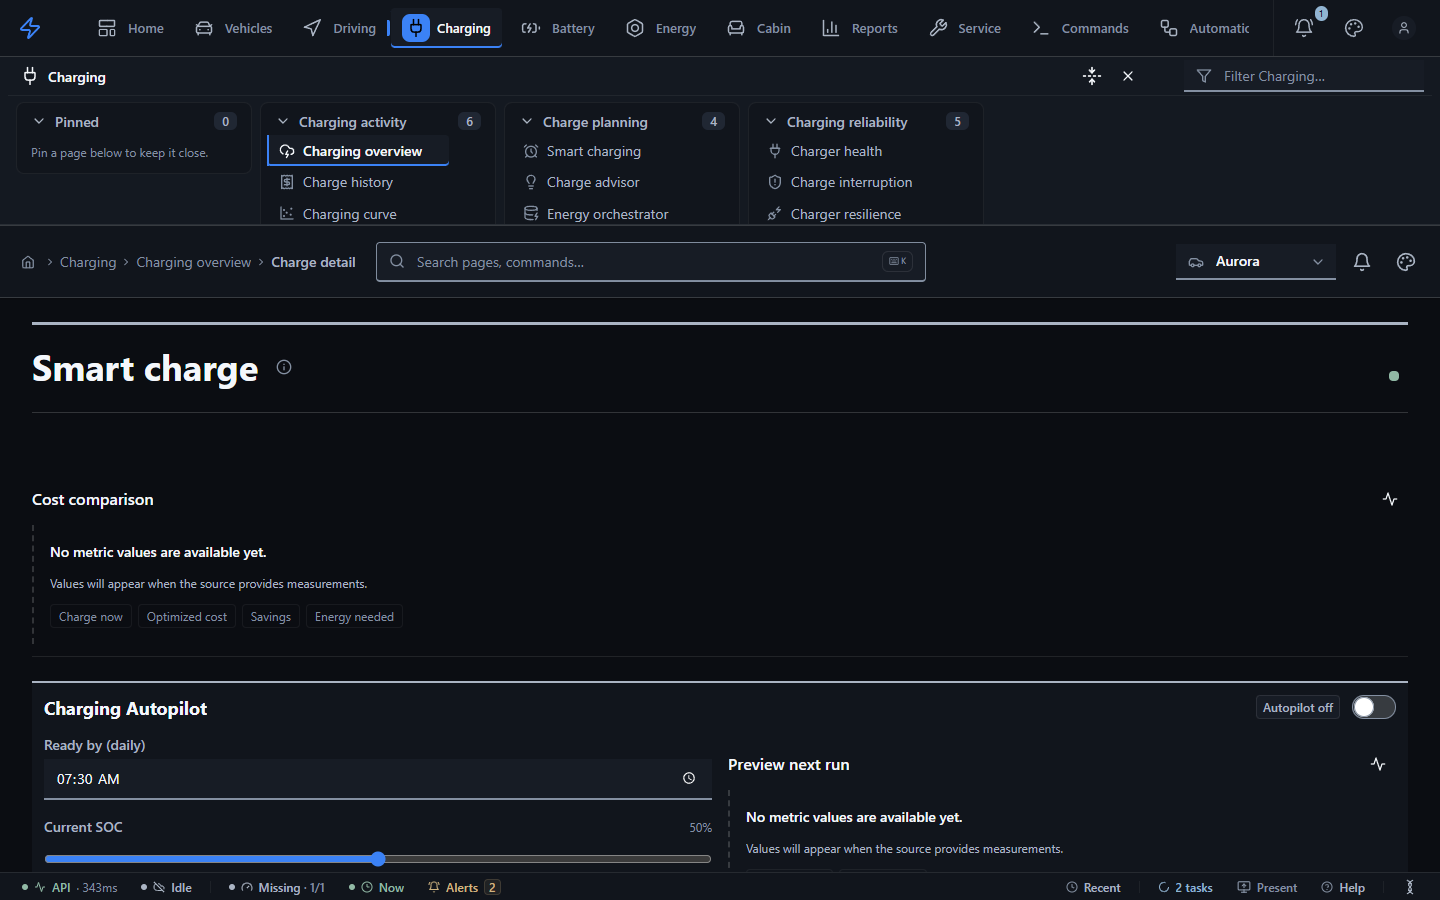 Home
Vehicles
Driving
Charging
Battery
Energy
Cabin
Reports
Service
Commands
Automatic
1
Charging
Filter Charging...
Pinned 0
Pin a page below to keep it close.
Charging activity 6
Charging overview
Charge history
Charging curve
Charge planning 4
Smart charging
Charge advisor
Energy orchestrator
Charging reliability 5
Charger health
Charge interruption
Charger resilience
Charging
Charging overview
Charge detail
Search pages, commands...
K
Aurora
Smart charge
Cost comparison
No metric values are available yet.
Values will appear when the source provides measurements.
Charge now
Optimized cost
Savings
Energy needed
Charging Autopilot
Autopilot off
Ready by (daily)
07:30 AM
Current SOC
50%
Preview next run
No metric values are available yet.
Values will appear when the source provides measurements.
API · 343ms
Idle
Missing · 1/1
Now
Alerts 2
Recent
2 tasks
Present
Help